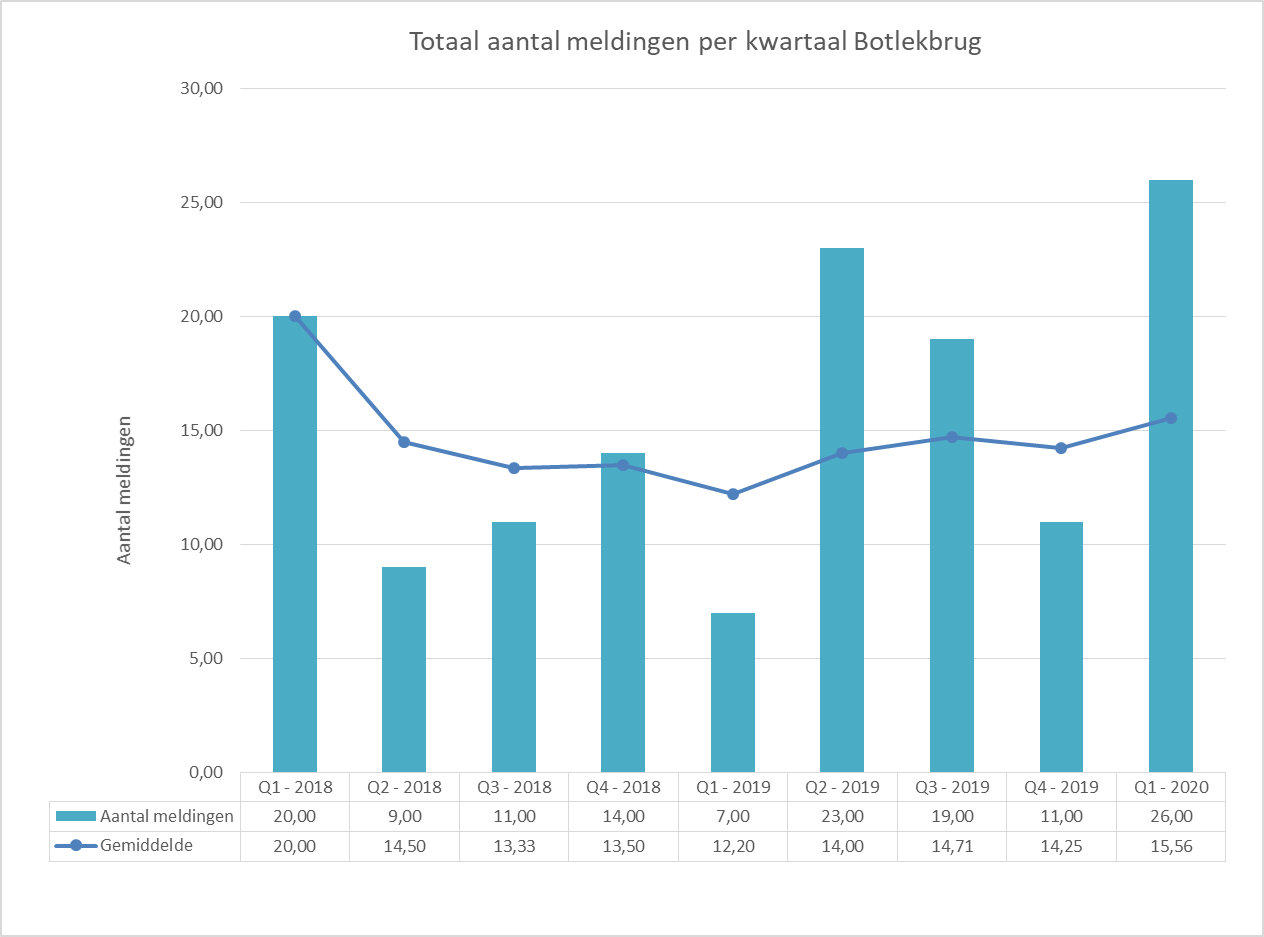 Totaal aantal meldingen per kwartaal Botlekbrug
30,00
25,00
20,00
15,00
10,00
5,00
0,00
Aantal meldingen
Q1 - 2018 Q2 - 2018 Q3 - 2018 Q4 - 2018 Q1 - 2019 Q2 - 2019 Q3 - 2019 Q4 - 2019 Q1 - 2020
Aantal meldingen 20,00 9,00 11,00 14,00 7,00 23,00 19,00 11,00 26,00
Gemiddelde 20,00 14,50 13,33 13,50 12,20 14,00 14,71 14,25 15,56